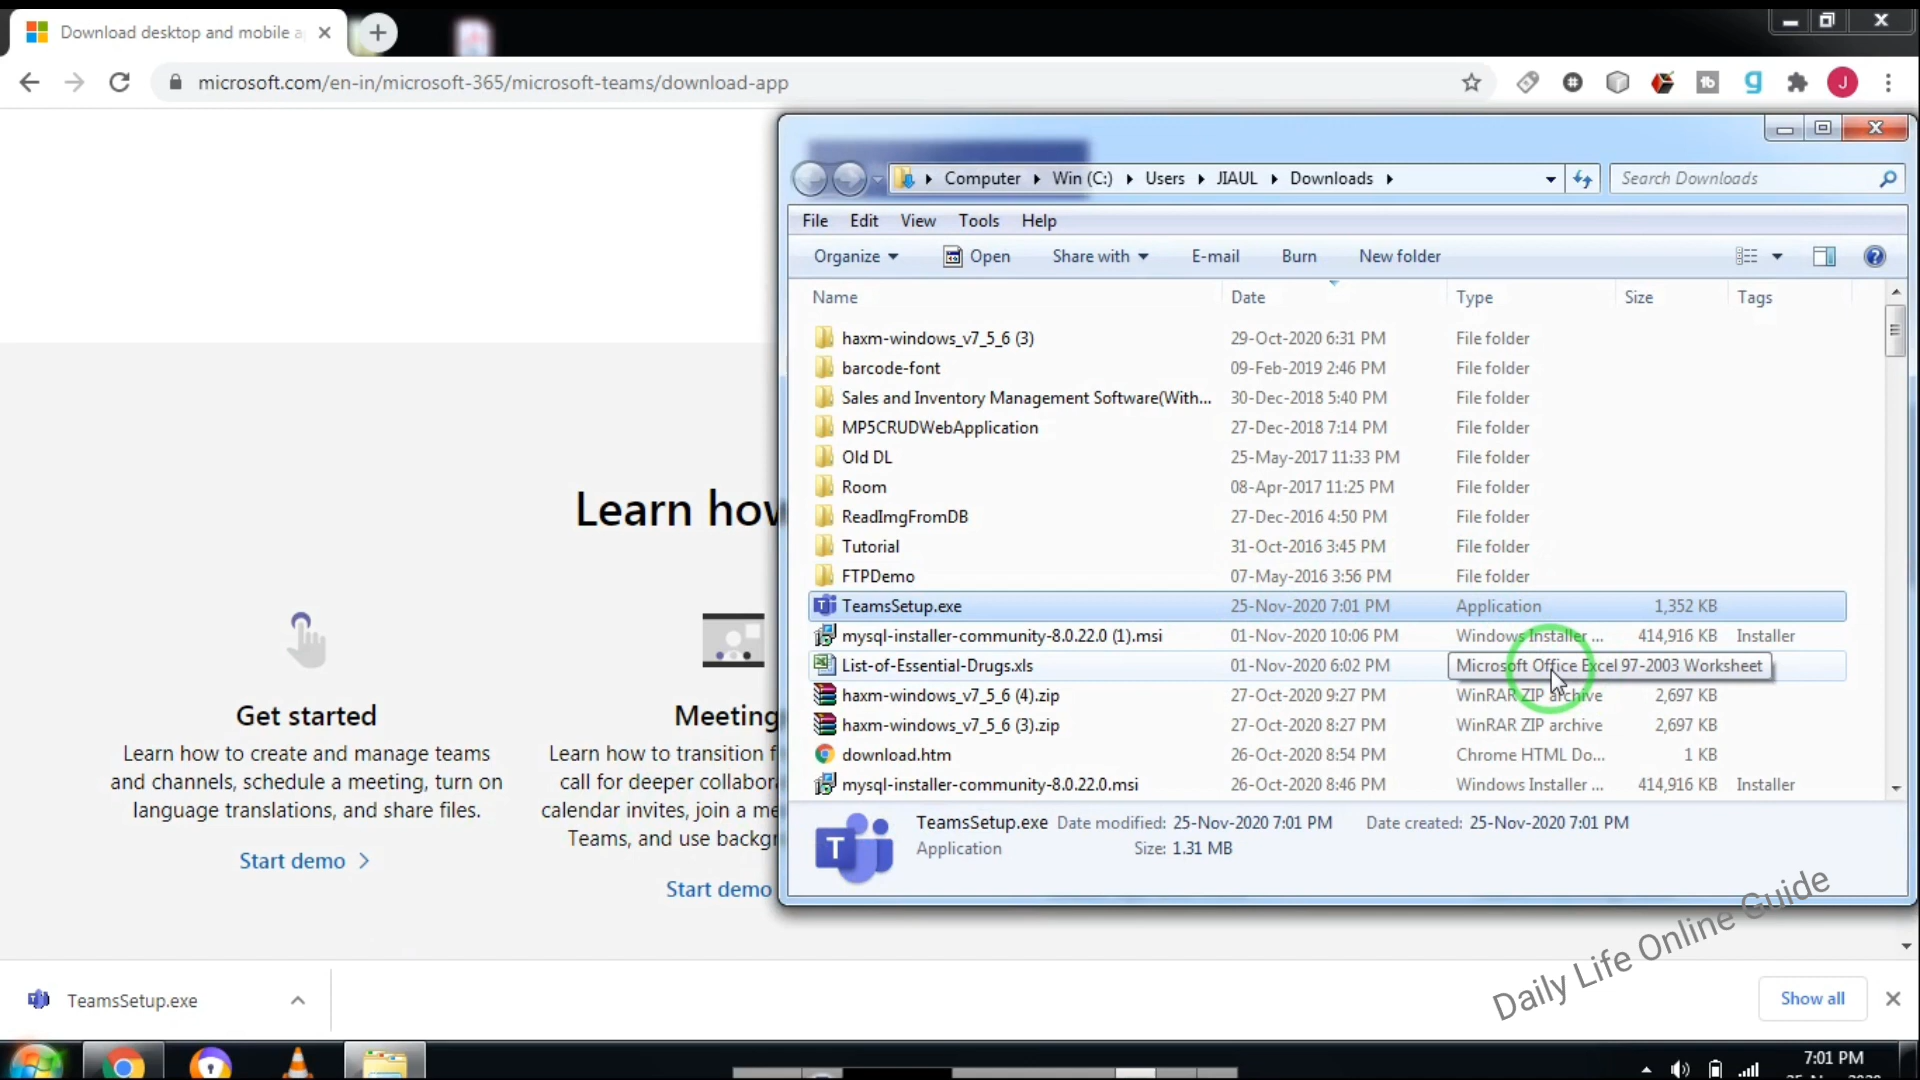 Download desktop and mobile a
microsoft.com/en-in/microsoft-365/microsoft-teams/download-app
J
Computer Win (C:) Users JIAUL Downloads
Search Downloads
File Edit View Tools Help
Organize Open Share with E-mail Burn New folder
Name Date Type Size Tags
haxm-windows_v7_5_6 (3) 29-Oct-2020 6:31 PM File folder
barcode-font 09-Feb-2019 2:46 PM File folder
Sales and Inventory Management Software(With... 30-Dec-2018 5:40 PM File folder
MP5CRUDWebApplication 27-Dec-2018 7:14 PM File folder
Old DL 25-May-2017 11:33 PM File folder
Room 08-Apr-2017 11:25 PM File folder
ReadImgFromDB 27-Dec-2016 4:50 PM File folder
Tutorial 31-Oct-2016 3:45 PM File folder
FTPDemo 07-May-2016 3:56 PM File folder
TeamsSetup.exe 25-Nov-2020 7:01 PM Application 1,352 KB
mysql-installer-community-8.0.22.0 (1).msi 01-Nov-2020 10:06 PM Windows Installer ... 414,916 KB Installer
List-of-Essential-Drugs.xls 01-Nov-2020 6:02 PM Microsoft Office Excel 97-2003 Worksheet
haxm-windows_v7_5_6 (4).zip 27-Oct-2020 9:27 PM WinRAR ZIP archive 2,697 KB
haxm-windows_v7_5_6 (3).zip 27-Oct-2020 8:27 PM WinRAR ZIP archive 2,697 KB
download.htm 26-Oct-2020 8:54 PM Chrome HTML Do... 1 KB
mysql-installer-community-8.0.22.0.msi 26-Oct-2020 8:46 PM Windows Installer ... 414,916 KB Installer
TeamsSetup.exe Date modified: 25-Nov-2020 7:01 PM Date created: 25-Nov-2020 7:01 PM
Application Size: 1.31 MB
Learn how
Get started
Learn how to create and manage teams
and channels, schedule a meeting, turn on
language translations, and share files.
Start demo
Meeting
Learn how to transition
call for deeper collabora
calendar invites, join a me
Teams, and use backgr
Start demo
Daily Life Online Guide
TeamsSetup.exe
Show all
7:01 PM